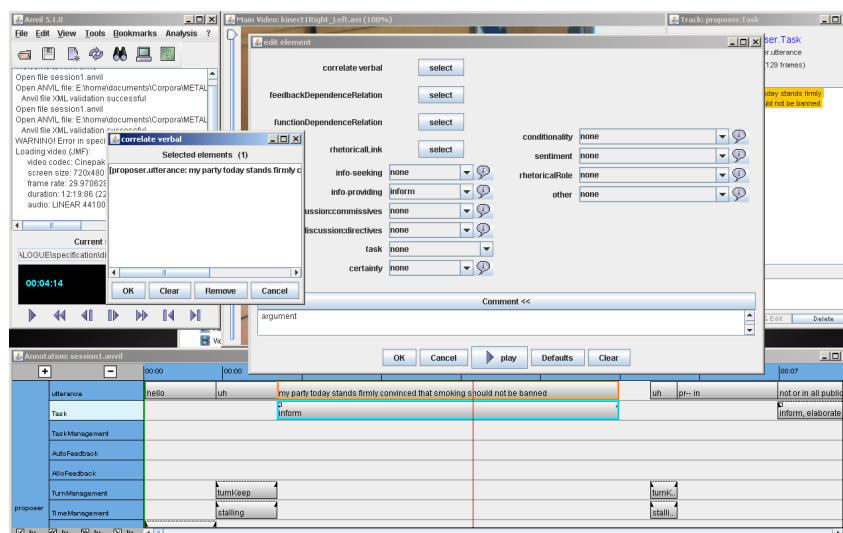 Anvil 5.1.8
File Edit View Tools Bookmarks Analysis ?
Open file session1.anvil
Open ANVIL file: E:\home\documents\Corpora\METAL
Anvil file XML validation successful
Open file session1.anvil
Open ANVIL file: E:\home\documents\Corpora\METAL
Anvil file XML validation successful
WARNING! Error in speci
Loading video (JMF):
video codec: Cinepak
screen size: 720x480
frame rate: 29.970628
duration: 12:19:86 (22
audio: LINEAR 44100
Current
ALOGUE\specification\di
00:04:14
Main Video: kinect1Right_Left.avi (100%)
Track: proposer.Task
ser.Task
r.utterance
129 frames)
day stands firmly
ld not be banned
& Edit Delete
edit element
correlate verbal select
feedbackDependenceRelation select
functionDependenceRelation select
rhetoricalLink select
info-seeking none
info-providing inform
ussion:commissives none
iscussion:directives none
task none
certainty none
conditionality none
sentiment none
rhetoricalRole none
other none
Comment <<
argument
OK Cancel play Defaults Clear
correlate verbal
Selected elements (1)
[proposer.utterance: my party today stands firmly c
OK Clear Remove Cancel
Annotation: session1.anvil
+ - 00:00 00:00 00:07
utterance hello uh my party today stands firmly convinced that smoking should not be banned uh pr-- in not or in all public
Task inform inform, elaborate
TaskManagement
AutoFeedback
AlloFeedback
TurnManagement turnKeep turnK..
proposer TimeManagement stalling stalli..